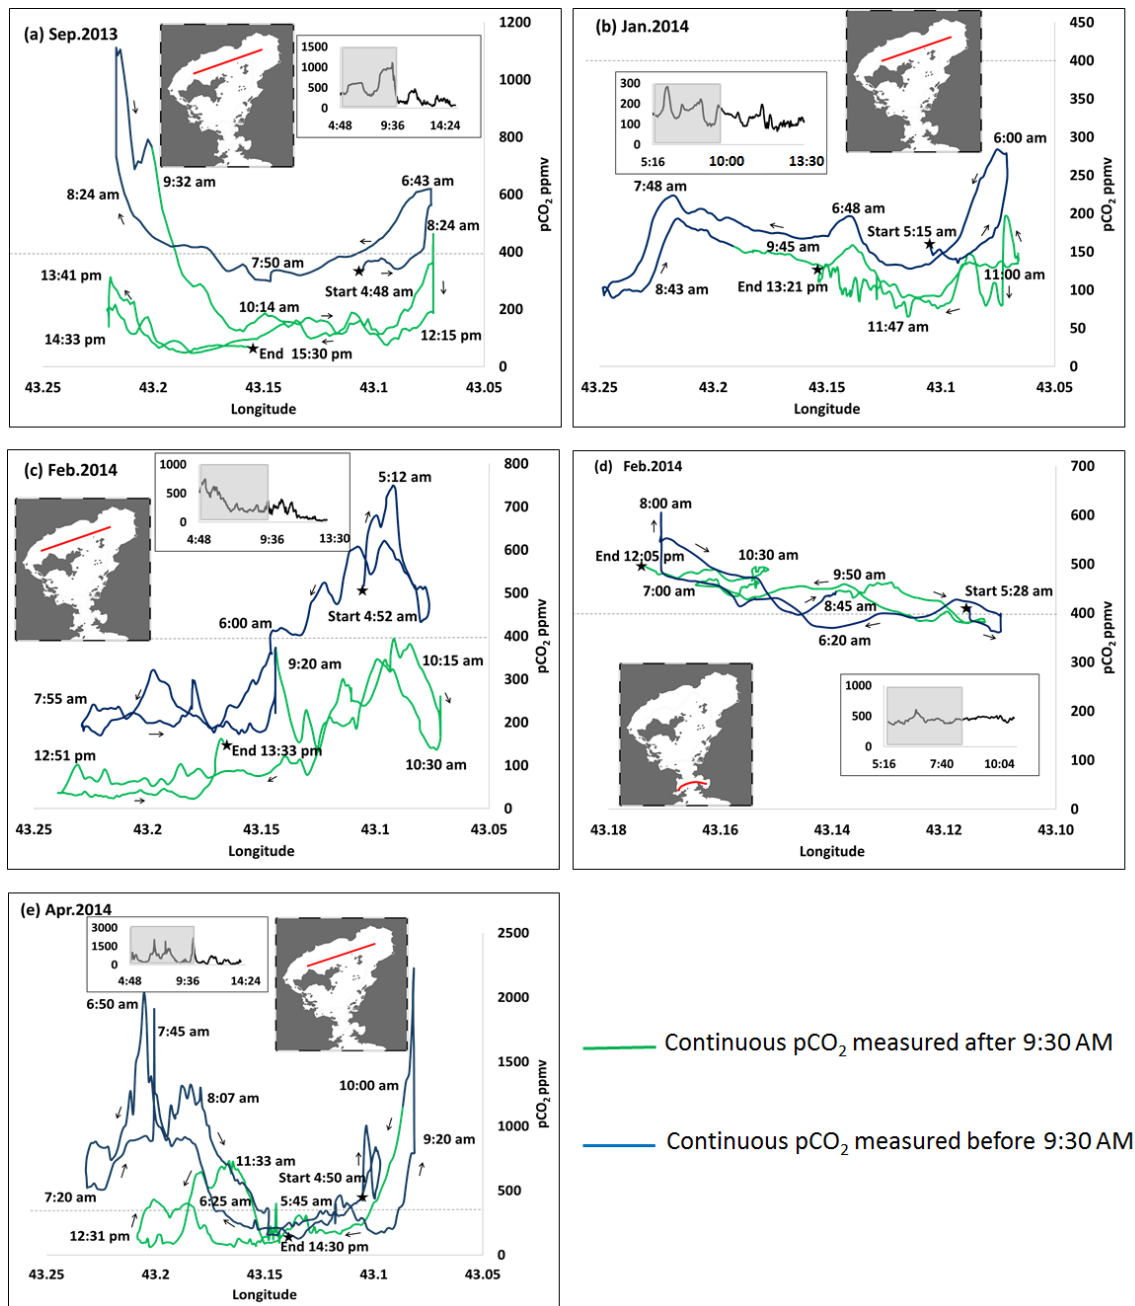 (a) Sep.2013
1200
1000
800
600
400
200
0
pCO2 ppmv
1500
1000
500
0
4:48 9:36 14:24
9:32 am
8:24 am
6:43 am
8:24 am
7:50 am
Start 4:48 am
13:41 pm
10:14 am
14:33 pm
End 15:30 pm
12:15 pm
43.25 43.2 43.15 43.1 43.05
Longitude
(b) Jan.2014
450
400
350
300
250
200
150
100
50
0
pCO2 ppmv
300
200
100
0
5:16 10:00 13:30
6:00 am
7:48 am
6:48 am
Start 5:15 am
9:45 am
8:43 am
End 13:21 pm
11:00 am
11:47 am
43.25 43.2 43.15 43.1 43.05
Longitude
(c) Feb.2014
800
700
600
500
400
300
200
100
0
pCO2 ppmv
1000
500
0
4:48 9:36 13:30
5:12 am
Start 4:52 am
6:00 am
9:20 am
10:15 am
7:55 am
12:51 pm
End 13:33 pm
10:30 am
43.25 43.2 43.15 43.1 43.05
Longitude
(d) Feb.2014
700
600
500
400
300
200
100
0
pCO2 ppmv
8:00 am
End 12:05 pm
10:30 am
7:00 am
9:50 am
8:45 am
Start 5:28 am
6:20 am
1000
500
0
5:16 7:40 10:04
43.18 43.16 43.14 43.12 43.10
Longitude
(e) Apr.2014
2500
2000
1500
1000
500
0
pCO2 ppmv
3000
1500
0
4:48 9:36 14:24
6:50 am
7:45 am
8:07 am
10:00 am
9:20 am
11:33 am
Start 4:50 am
7:20 am
6:25 am
5:45 am
12:31 pm
End 14:30 pm
43.25 43.2 43.15 43.1 43.05
Longitude
Continuous pCO2 measured after 9:30 AM
Continuous pCO2 measured before 9:30 AM